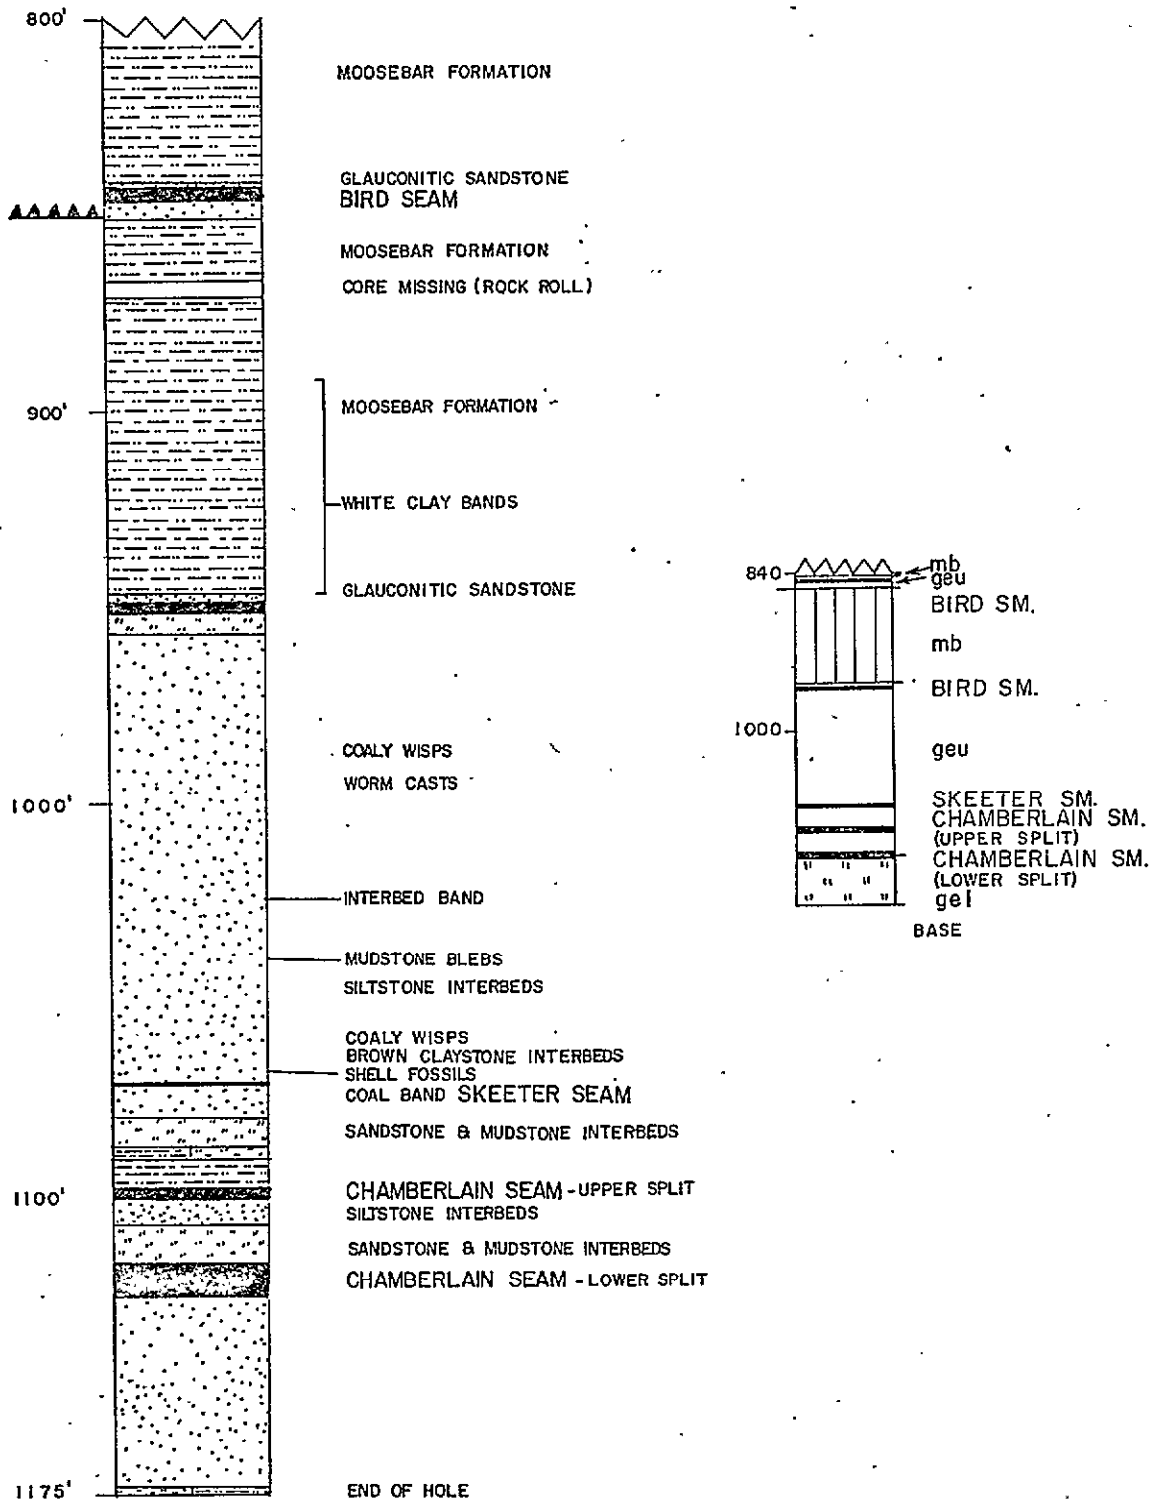 800'
MOOSEBAR FORMATION
GLAUCONITIC SANDSTONE
BIRD SEAM
MOOSEBAR FORMATION
CORE MISSING (ROCK ROLL)
900'
MOOSEBAR FORMATION
WHITE CLAY BANDS
GLAUCONITIC SANDSTONE
COALY WISPS
WORM CASTS
1000'
INTERBED BAND
MUDSTONE BLEBS
SILTSTONE INTERBEDS
COALY WISPS
BROWN CLAYSTONE INTERBEDS
SHELL FOSSILS
COAL BAND SKEETER SEAM
SANDSTONE & MUDSTONE INTERBEDS
1100'
CHAMBERLAIN SEAM - UPPER SPLIT
SILTSTONE INTERBEDS
SANDSTONE & MUDSTONE INTERBEDS
CHAMBERLAIN SEAM - LOWER SPLIT
1175'
END OF HOLE
840
mb
geu
BIRD SM.
mb
BIRD SM.
1000
geu
SKEETER SM.
CHAMBERLAIN SM.
(UPPER SPLIT)
CHAMBERLAIN SM.
(LOWER SPLIT)
gel
BASE